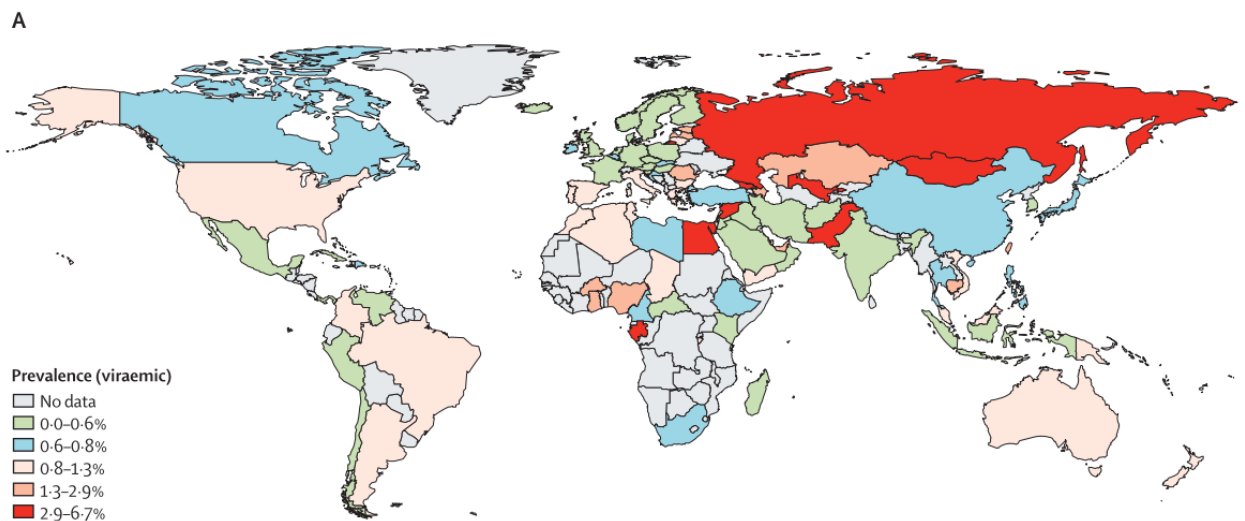 A
Prevalence (viraemic)
No data
0·0–0·6%
0·6–0·8%
0·8–1·3%
1·3–2·9%
2·9–6·7%